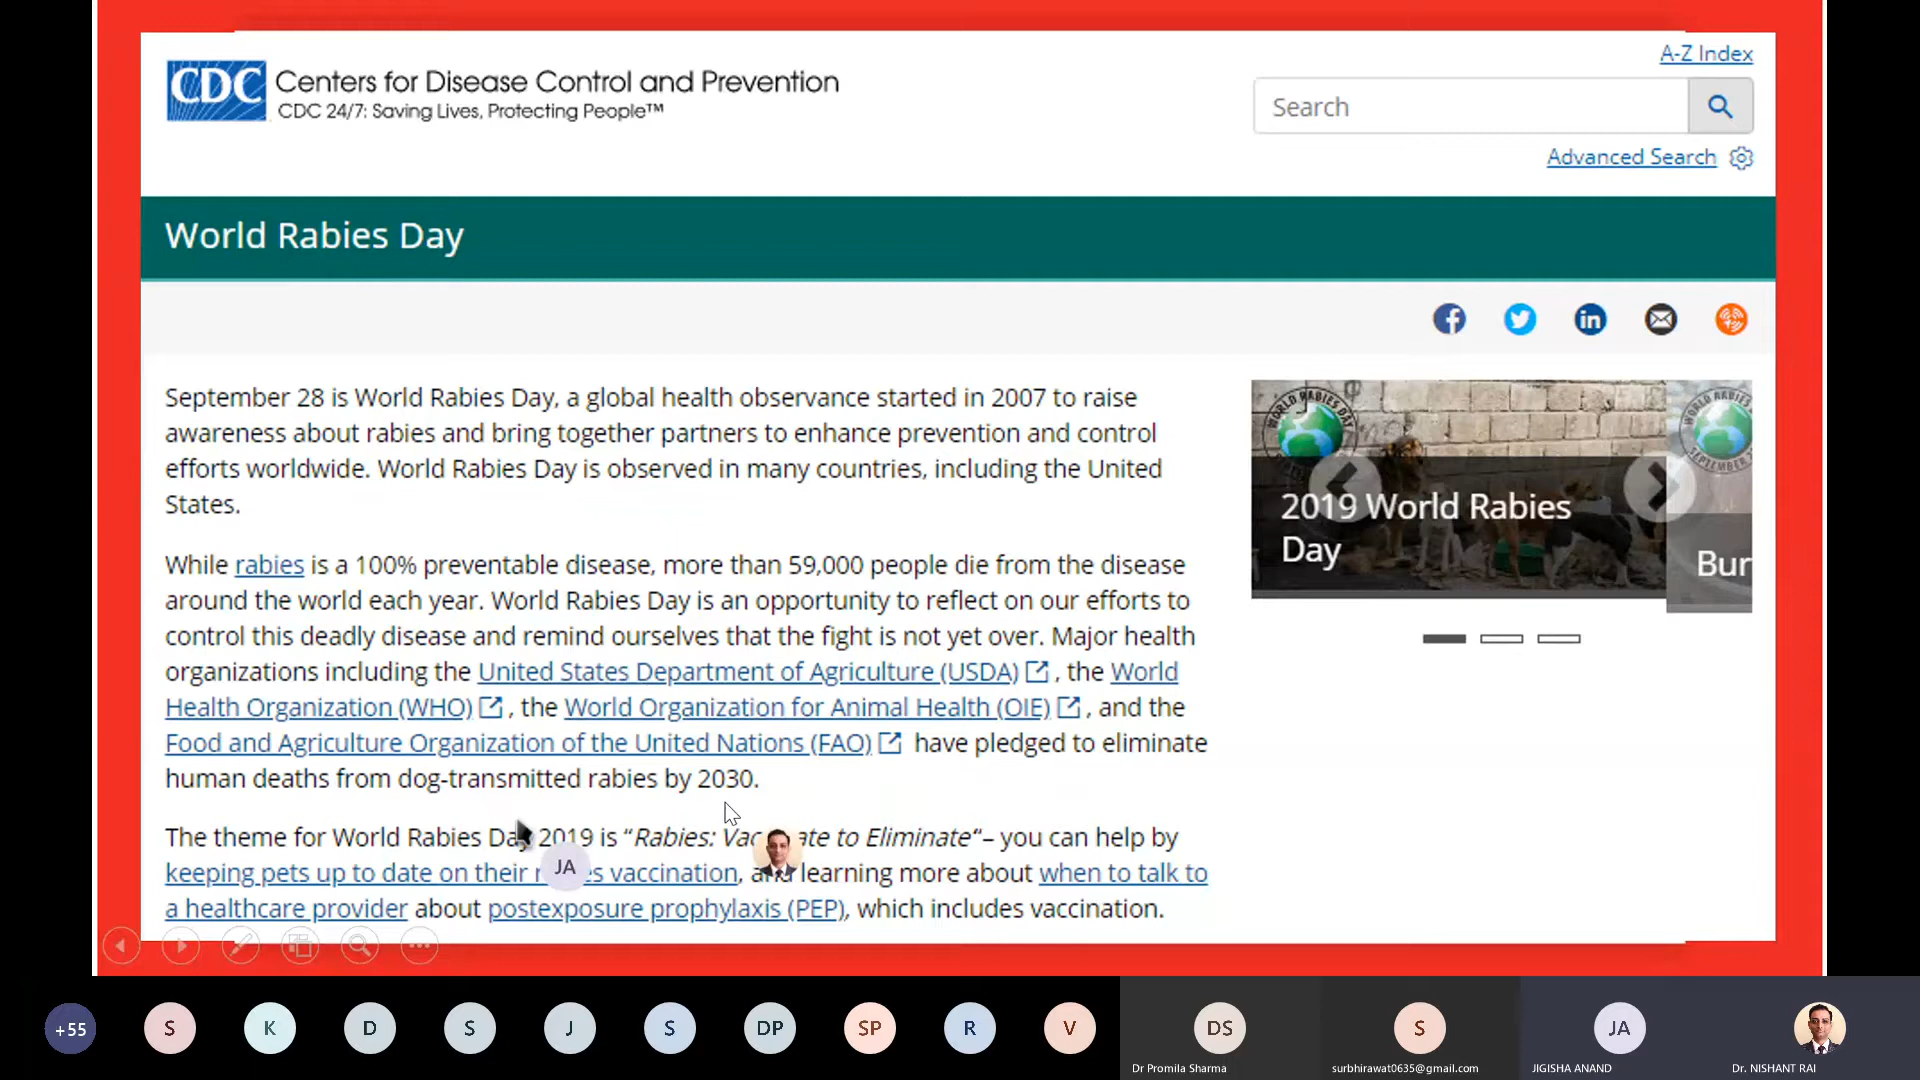 A-Z Index
CDC Centers for Disease Control and Prevention
CDC 24/7: Saving Lives, Protecting People™
Search
Advanced Search
World Rabies Day
September 28 is World Rabies Day, a global health observance started in 2007 to raise
awareness about rabies and bring together partners to enhance prevention and control
efforts worldwide. World Rabies Day is observed in many countries, including the United
States.
While rabies is a 100% preventable disease, more than 59,000 people die from the disease
around the world each year. World Rabies Day is an opportunity to reflect on our efforts to
control this deadly disease and remind ourselves that the fight is not yet over. Major health
organizations including the United States Department of Agriculture (USDA) , the World
Health Organization (WHO) , the World Organization for Animal Health (OIE) , and the
Food and Agriculture Organization of the United Nations (FAO) have pledged to eliminate
human deaths from dog-transmitted rabies by 2030.
The theme for World Rabies Day 2019 is “Rabies: Vac ate to Eliminate“– you can help by
keeping pets up to date on their r es vaccination, and learning more about when to talk to
a healthcare provider about postexposure prophylaxis (PEP), which includes vaccination.
WORLD RABIES DAY
2019 World Rabies
Day
WORLD RABIES
SEPTEMBER
Bur
JA
+55
S
K
D
S
J
S
DP
SP
R
V
DS
Dr Promila Sharma
S
surbhirawat0635@gmail.com
JA
JIGISHA ANAND
Dr. NISHANT RAI